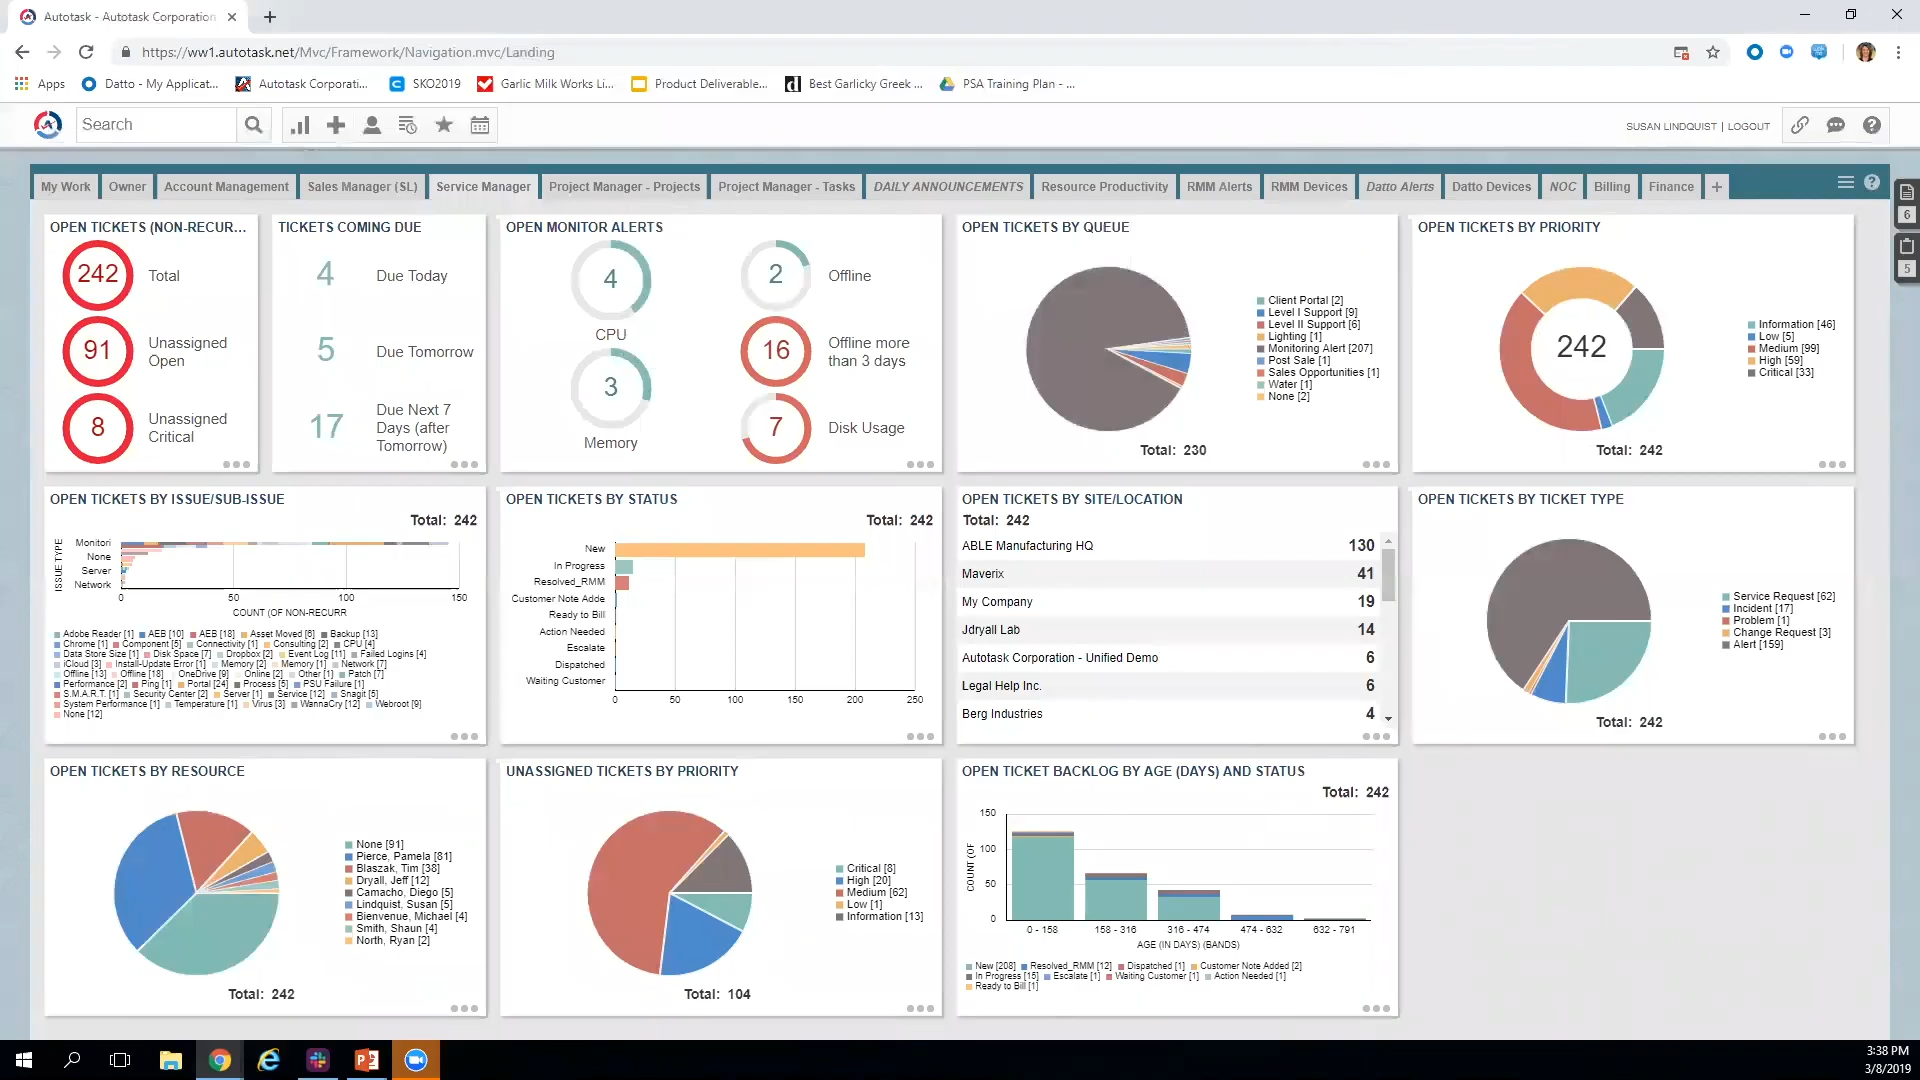 Autotask - Autotask Corporation
https://ww1.autotask.net/Mvc/Framework/Navigation.mvc/Landing
Apps Datto - My Applicat... Autotask Corporati... SKO2019 Garlic Milk Works Li... Product Deliverable... Best Garlicky Greek ... PSA Training Plan - ...
Search SUSAN LINDQUIST | LOGOUT
My Work Owner Account Management Sales Manager (SL) Service Manager Project Manager - Projects Project Manager - Tasks DAILY ANNOUNCEMENTS Resource Productivity RMM Alerts RMM Devices Datto Alerts Datto Devices NOC Billing Finance +
6
5
OPEN TICKETS (NON-RECUR...
242 Total
91 Unassigned
Open
8 Unassigned
Critical
TICKETS COMING DUE
4 Due Today
5 Due Tomorrow
17 Due Next 7
Days (after
Tomorrow)
OPEN MONITOR ALERTS
4
CPU
3
Memory
2 Offline
16 Offline more
than 3 days
7 Disk Usage
OPEN TICKETS BY QUEUE
Client Portal [2]
Level I Support [9]
Level II Support [6]
Lighting [1]
Monitoring Alert [207]
Post Sale [1]
Sales Opportunities [1]
Water [1]
None [2]
Total: 230
OPEN TICKETS BY PRIORITY
242
Information [46]
Low [5]
Medium [99]
High [59]
Critical [33]
Total: 242
OPEN TICKETS BY ISSUE/SUB-ISSUE
Total: 242
ISSUE TYPE
Monitori
None
Server
Network
0 50 100 150
COUNT (OF NON-RECURR
Adobe Reader [1] AEB [10] AEB [18] Asset Moved [6] Backup [13]
Chrome [1] Component [5] Connectivity [1] Consulting [2] CPU [4]
Data Store Size [1] Disk Space [7] Dropbox [2] Event Log [11] Failed Logins [4]
iCloud [3] Install-Update Error [1] Memory [2] Memory [1] Network [7]
Offline [13] Offline [18] OneDrive [9] Online [2] Other [1] Patch [7]
Performance [2] Ping [1] Portal [24] Process [5] PSU Failure [1]
S.M.A.R.T. [1] Security Center [2] Server [1] Service [12] Snagit [5]
System Performance [1] Temperature [1] Virus [3] WannaCry [12] Webroot [9]
None [12]
OPEN TICKETS BY STATUS
Total: 242
New
In Progress
Resolved_RMM
Customer Note Adde
Ready to Bill
Action Needed
Escalate
Dispatched
Waiting Customer
0 50 100 150 200 250
OPEN TICKETS BY SITE/LOCATION
Total: 242
ABLE Manufacturing HQ 130
Maverix 41
My Company 19
Jdryall Lab 14
Autotask Corporation - Unified Demo 6
Legal Help Inc. 6
Berg Industries 4
OPEN TICKETS BY TICKET TYPE
Service Request [62]
Incident [17]
Problem [1]
Change Request [3]
Alert [159]
Total: 242
OPEN TICKETS BY RESOURCE
None [91]
Pierce, Pamela [81]
Blaszak, Tim [38]
Dryall, Jeff [12]
Camacho, Diego [5]
Lindquist, Susan [5]
Bienvenue, Michael [4]
Smith, Shaun [4]
North, Ryan [2]
Total: 242
UNASSIGNED TICKETS BY PRIORITY
Critical [8]
High [20]
Medium [62]
Low [1]
Information [13]
Total: 104
OPEN TICKET BACKLOG BY AGE (DAYS) AND STATUS
Total: 242
COUNT (OF
150
100
50
0
0 - 158 158 - 316 316 - 474 474 - 632 632 - 791
AGE (IN DAYS) (BANDS)
New [208] Resolved_RMM [12] Dispatched [1] Customer Note Added [2]
In Progress [15] Escalate [1] Waiting Customer [1] Action Needed [1]
Ready to Bill [1]
3:38 PM
3/8/2019